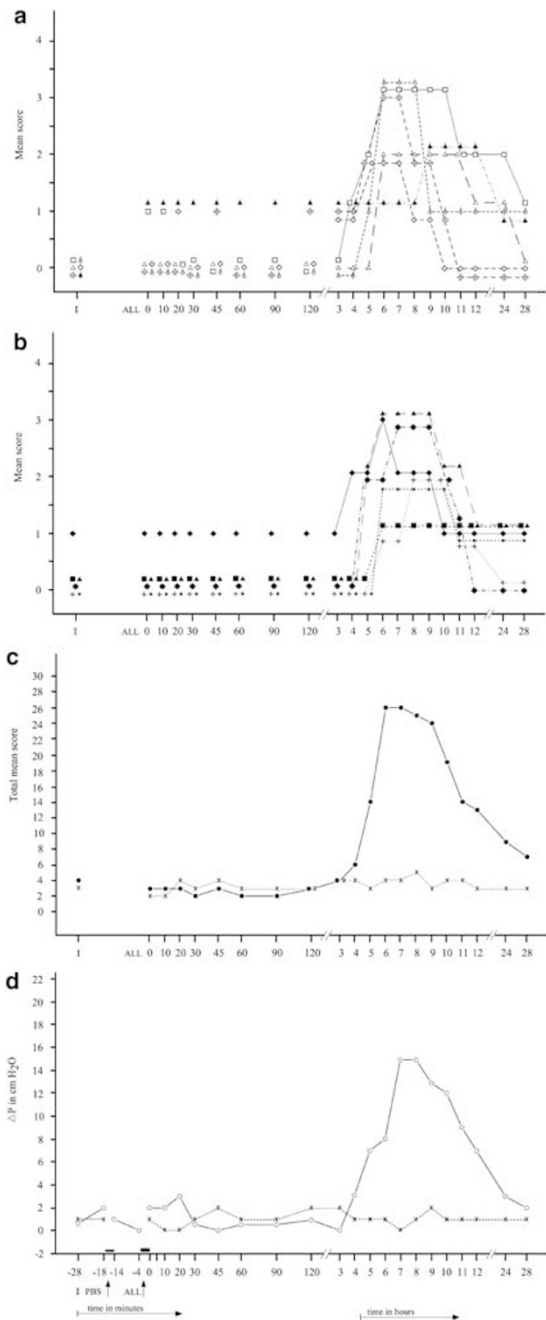 a
4
3
2
1
0
Mean score
I ALL 0 10 20 30 45 60 90 120 3 4 5 6 7 8 9 10 11 12 24 28
b
4
3
2
1
0
Mean score
I ALL 0 10 20 30 45 60 90 120 3 4 5 6 7 8 9 10 11 12 24 28
c
30
28
26
24
22
20
18
16
14
12
10
8
6
4
2
0
Total mean score
I ALL 0 10 20 30 45 60 90 120 3 4 5 6 7 8 9 10 11 12 24 28
d
22
20
18
16
14
12
10
8
6
4
2
0
-2
△P in cm H2O
-28 -18 -14 -4 0 10 20 30 45 60 90 120 3 4 5 6 7 8 9 10 11 12 24 28
I PBS ALL
time in minutes time in hours